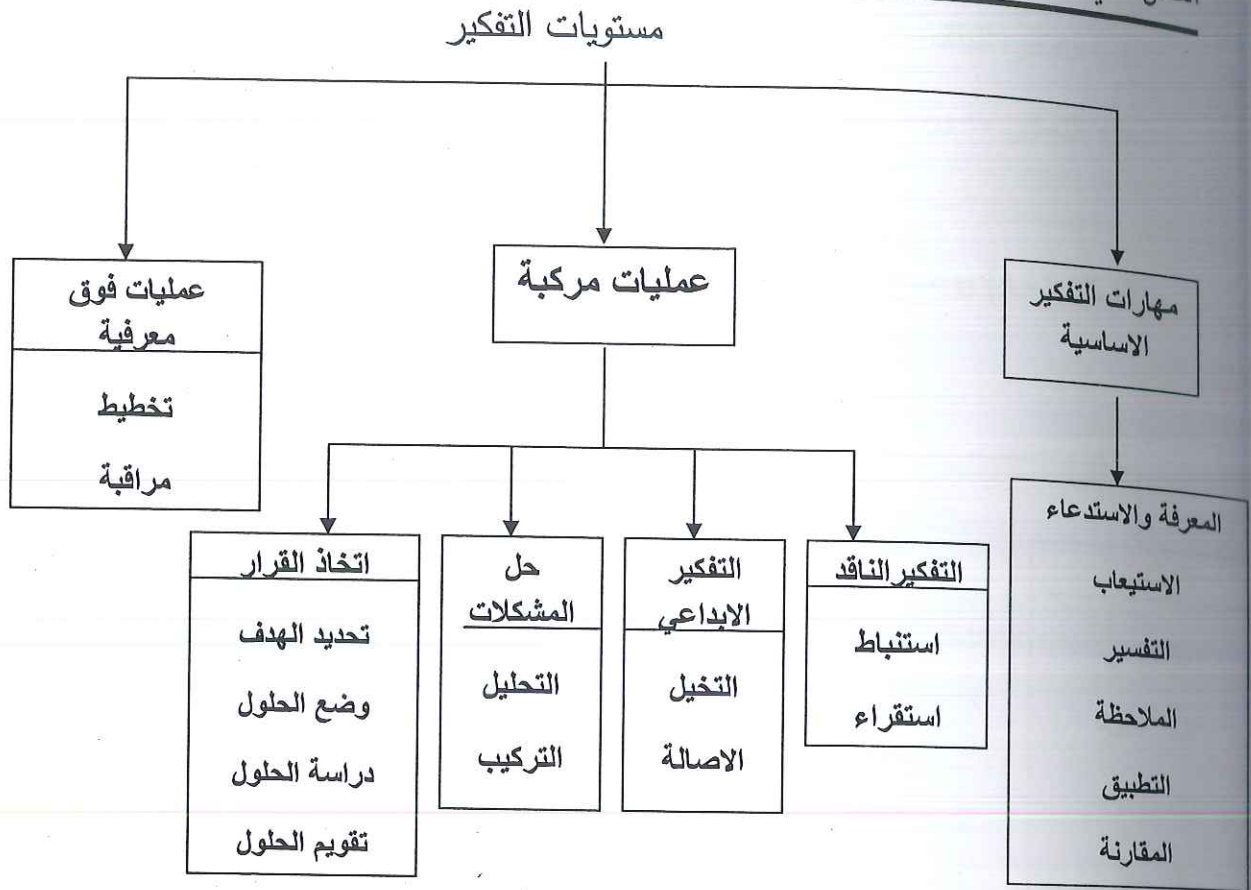 مستويات التفكير
مهارات التفكير
الاساسية
المعرفة والاستدعاء
الاستيعاب
التفسير
الملاحظة
التطبيق
المقارنة
عمليات مركبة
التفكير الناقد
استنباط
استقراء
التفكير
الابداعي
التخيل
الاصالة
حل
المشكلات
التحليل
التركيب
اتخاذ القرار
تحديد الهدف
وضع الحلول
دراسة الحلول
تقويم الحلول
عمليات فوق
معرفية
تخطيط
مراقبة